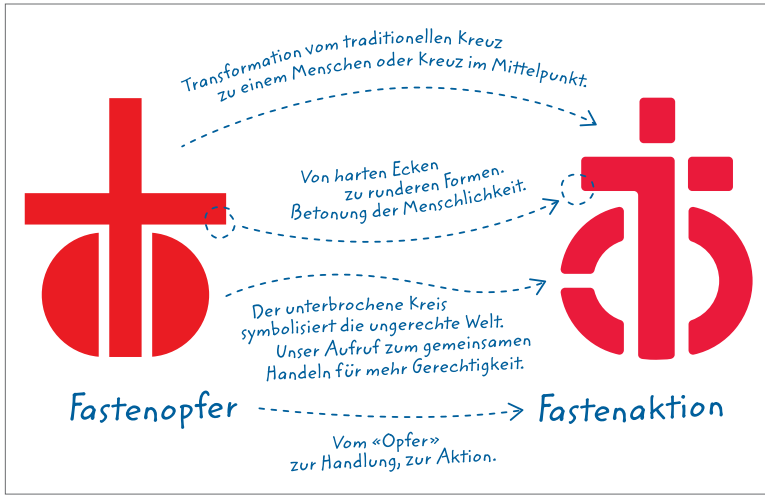 Transformation vom traditionellen Kreuz
zu einem Menschen oder Kreuz im Mittelpunkt.
Von harten Ecken
zu runderen Formen.
Betonung der Menschlichkeit.
Der unterbrochene Kreis
symbolisiert die ungerechte Welt.
Unser Aufruf zum gemeinsamen
Handeln für mehr Gerechtigkeit.
Fastenopfer
Fastenaktion
Vom «Opfer»
zur Handlung, zur Aktion.